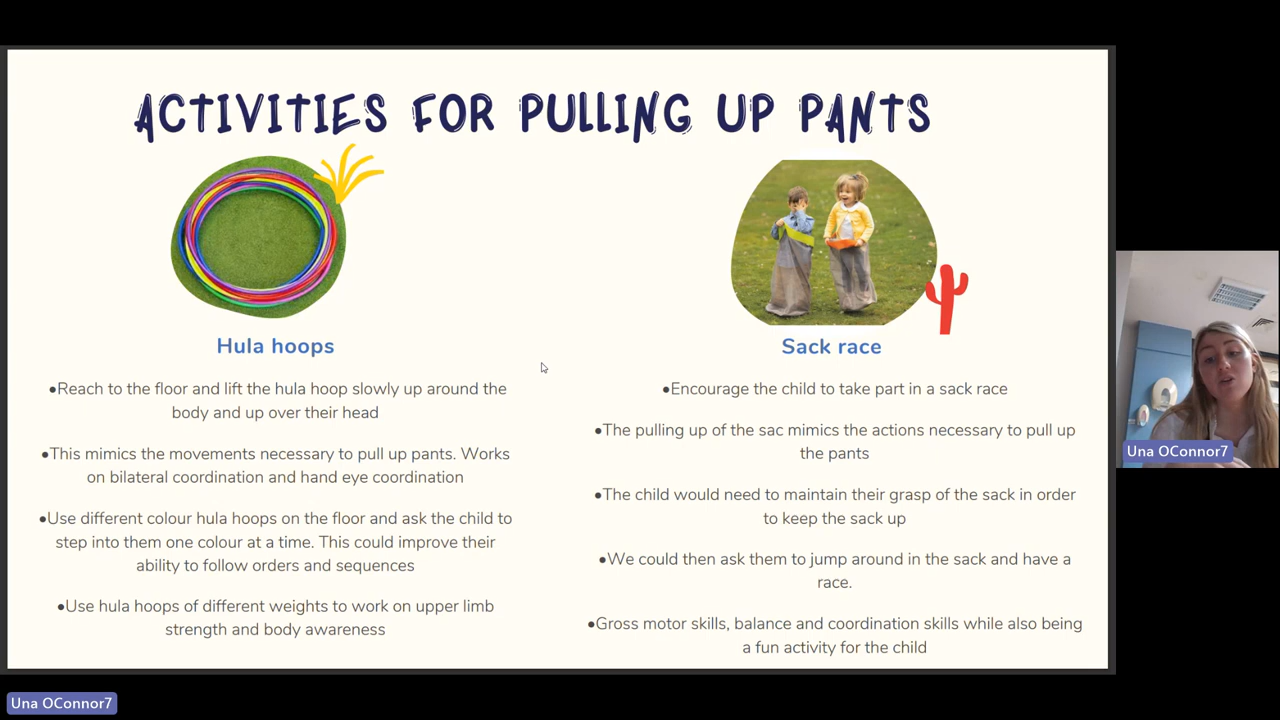 ACTIVITIES FOR PULLING UP PANTS
Hula hoops
•Reach to the floor and lift the hula hoop slowly up around the
body and up over their head
•This mimics the movements necessary to pull up pants. Works
on bilateral coordination and hand eye coordination
•Use different colour hula hoops on the floor and ask the child to
step into them one colour at a time. This could improve their
ability to follow orders and sequences
•Use hula hoops of different weights to work on upper limb
strength and body awareness
Sack race
•Encourage the child to take part in a sack race
•The pulling up of the sac mimics the actions necessary to pull up
the pants
•The child would need to maintain their grasp of the sack in order
to keep the sack up
•We could then ask them to jump around in the sack and have a
race.
•Gross motor skills, balance and coordination skills while also being
a fun activity for the child
Una OConnor7
Una OConnor7